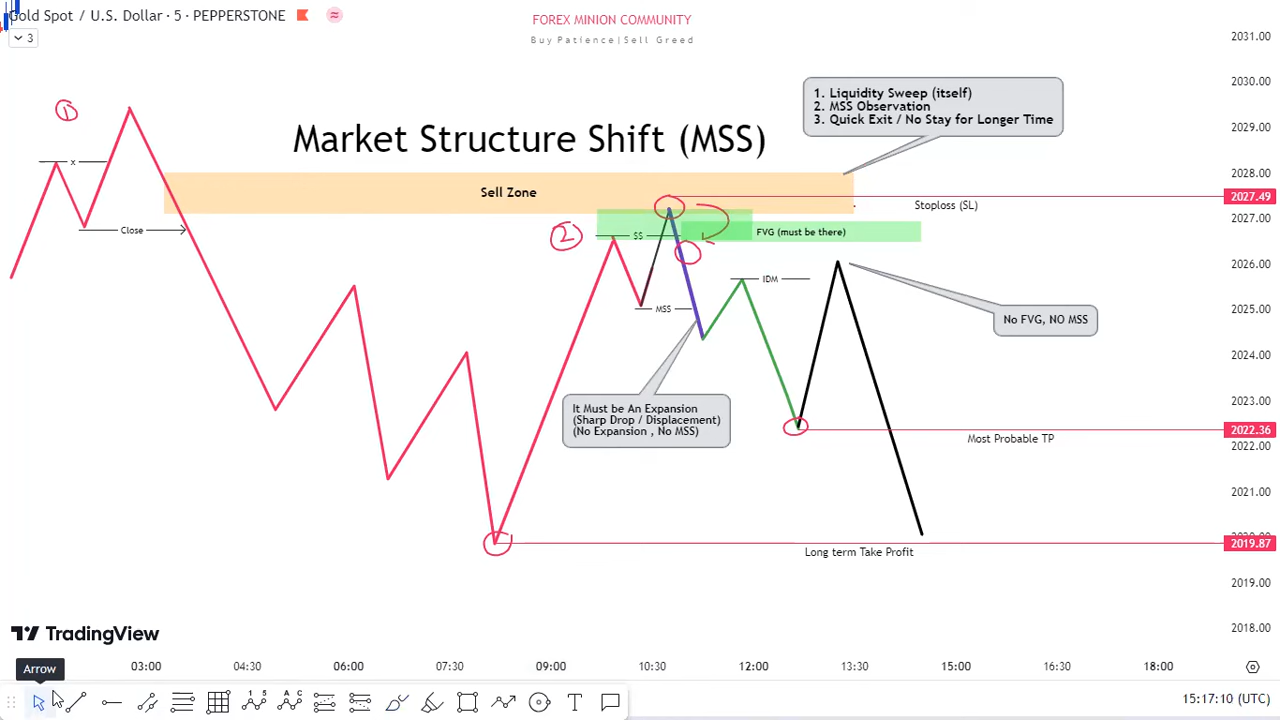 Gold Spot / U.S. Dollar · 5 · PEPPERSTONE
3
FOREX MINION COMMUNITY
Buy Patience|Sell Greed
1
Market Structure Shift (MSS)
1. Liquidity Sweep (itself)
2. MSS Observation
3. Quick Exit / No Stay for Longer Time
x
Close
Sell Zone
Stoploss (SL)
2
SS
FVG (must be there)
MSS
IDM
No FVG, NO MSS
It Must be An Expansion
(Sharp Drop / Displacement)
(No Expansion , No MSS)
Most Probable TP
Long term Take Profit
2031.00
2030.00
2029.00
2028.00
2027.49
2027.00
2026.00
2025.00
2024.00
2023.00
2022.36
2022.00
2021.00
2019.87
2019.00
2018.00
TradingView
Arrow
03:00
04:30
06:00
07:30
09:00
10:30
12:00
13:30
15:00
16:30
18:00
15:17:10 (UTC)